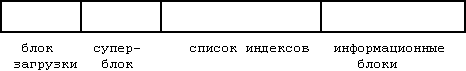 блок супер- список индексов информационные
загрузки блок блоки